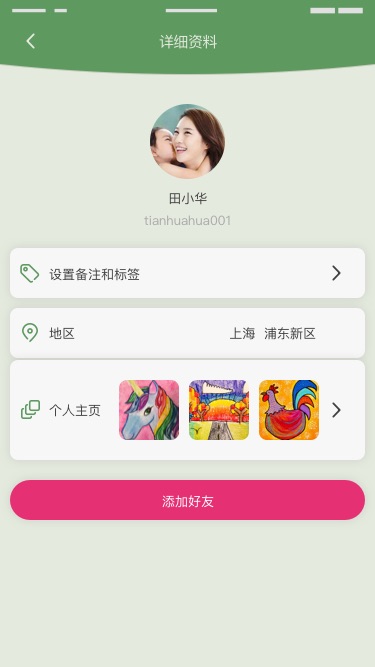 详细资料
田小华
tianhuahua001
设置备注和标签
地区 上海 浦东新区
个人主页
添加好友